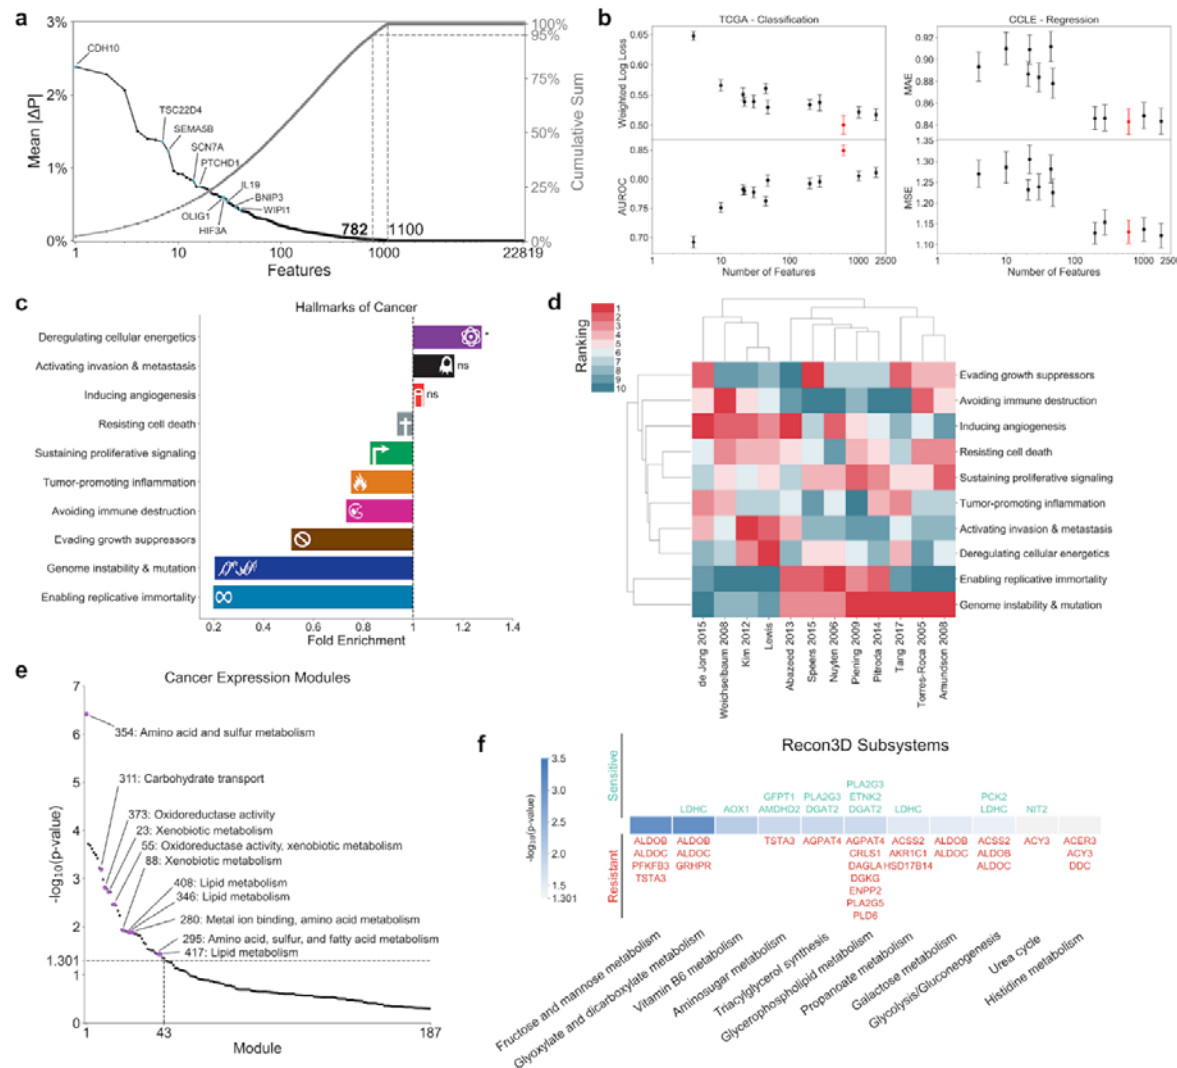 a
3%
2%
1%
0%
Mean |ΔP|
CDH10
TSC22D4
SEMA5B
SCN7A
PTCHD1
IL19
BNIP3
WIPI1
OLIG1
HIF3A
782
1100
100%
95%
75%
50%
25%
0%
Cumulative Sum
1 10 100 1000 22819
Features
b
TCGA - Classification
Weighted Log Loss
0.65
0.60
0.55
0.50
AUROC
0.85
0.80
0.75
0.70
1 10 100 1000 2500
Number of Features
CCLE - Regression
MAE
0.92
0.90
0.88
0.86
0.84
MSE
1.35
1.30
1.25
1.20
1.15
1.10
1 10 100 1000 2500
Number of Features
c
Hallmarks of Cancer
Deregulating cellular energetics
*
Activating invasion & metastasis
ns
Inducing angiogenesis
ns
Resisting cell death
Sustaining proliferative signaling
Tumor-promoting inflammation
Avoiding immune destruction
Evading growth suppressors
Genome instability & mutation
Enabling replicative immortality
0.2 0.4 0.6 0.8 1 1.2 1.4
Fold Enrichment
d
Ranking
1
2
3
4
5
6
7
8
9
10
Evading growth suppressors
Avoiding immune destruction
Inducing angiogenesis
Resisting cell death
Sustaining proliferative signaling
Tumor-promoting inflammation
Activating invasion & metastasis
Deregulating cellular energetics
Enabling replicative immortality
Genome instability & mutation
de Jong 2015
Weichselbaum 2008
Kim 2012
Lewis
Abazeed 2013
Speers 2015
Nuyten 2006
Piening 2009
Pitroda 2014
Tang 2017
Torres-Roca 2005
Amundson 2008
e
Cancer Expression Modules
-log10(p-value)
7
6
5
4
3
2
1.301
1
0
354: Amino acid and sulfur metabolism
311: Carbohydrate transport
373: Oxidoreductase activity
23: Xenobiotic metabolism
55: Oxidoreductase activity, xenobiotic metabolism
88: Xenobiotic metabolism
408: Lipid metabolism
346: Lipid metabolism
280: Metal ion binding, amino acid metabolism
295: Amino acid, sulfur, and fatty acid metabolism
417: Lipid metabolism
1 43 187
Module
f
Recon3D Subsystems
3.5
3.0
2.5
2.0
1.5
1.301
-log10(p-value)
Sensitive
PLA2G3
GFPT1 PLA2G3 ETNK2 PCK2
LDHC AOX1 AMDHD2 DGAT2 DGAT2 LDHC LDHC NIT2
Resistant
ALDOB ALDOB TSTA3 AGPAT4 AGPAT4 ACSS2 ALDOB ACSS2 ACY3 ACER3
ALDOC ALDOC CRLS1 AKR1C1 ALDOC ALDOB ACY3
PFKFB3 GRHPR DAGLA HSD17B14 ALDOC DDC
TSTA3 DGKG
ENPP2
PLA2G5
PLD6
Fructose and mannose metabolism
Glyoxylate and dicarboxylate metabolism
Vitamin B6 metabolism
Aminosugar metabolism
Triacylglycerol synthesis
Glycerophospholipid metabolism
Propanoate metabolism
Galactose metabolism
Glycolysis/Gluconeogenesis
Urea cycle
Histidine metabolism